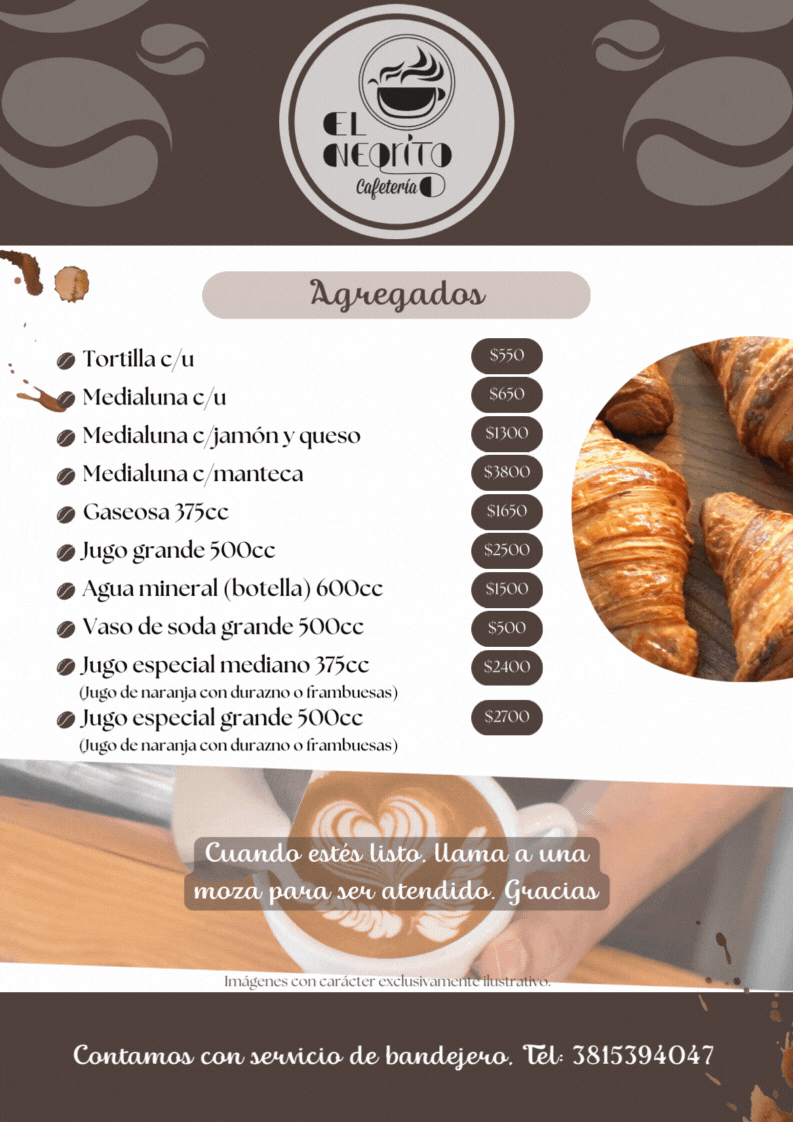 EL
NEGRITO
Cafetería
Agregados
Tortilla c/u $550
Medialuna c/u $650
Medialuna c/jamón y queso $1300
Medialuna c/manteca $3800
Gaseosa 375cc $1650
Jugo grande 500cc $2500
Agua mineral (botella) 600cc $1500
Vaso de soda grande 500cc $500
Jugo especial mediano 375cc $2400
(Jugo de naranja con durazno o frambuesas)
Jugo especial grande 500cc $2700
(Jugo de naranja con durazno o frambuesas)
Cuando estés listo, llama a una
moza para ser atendido. Gracias
Imágenes con carácter exclusivamente ilustrativo.
Contamos con servicio de bandejero. Tél: 3815394047